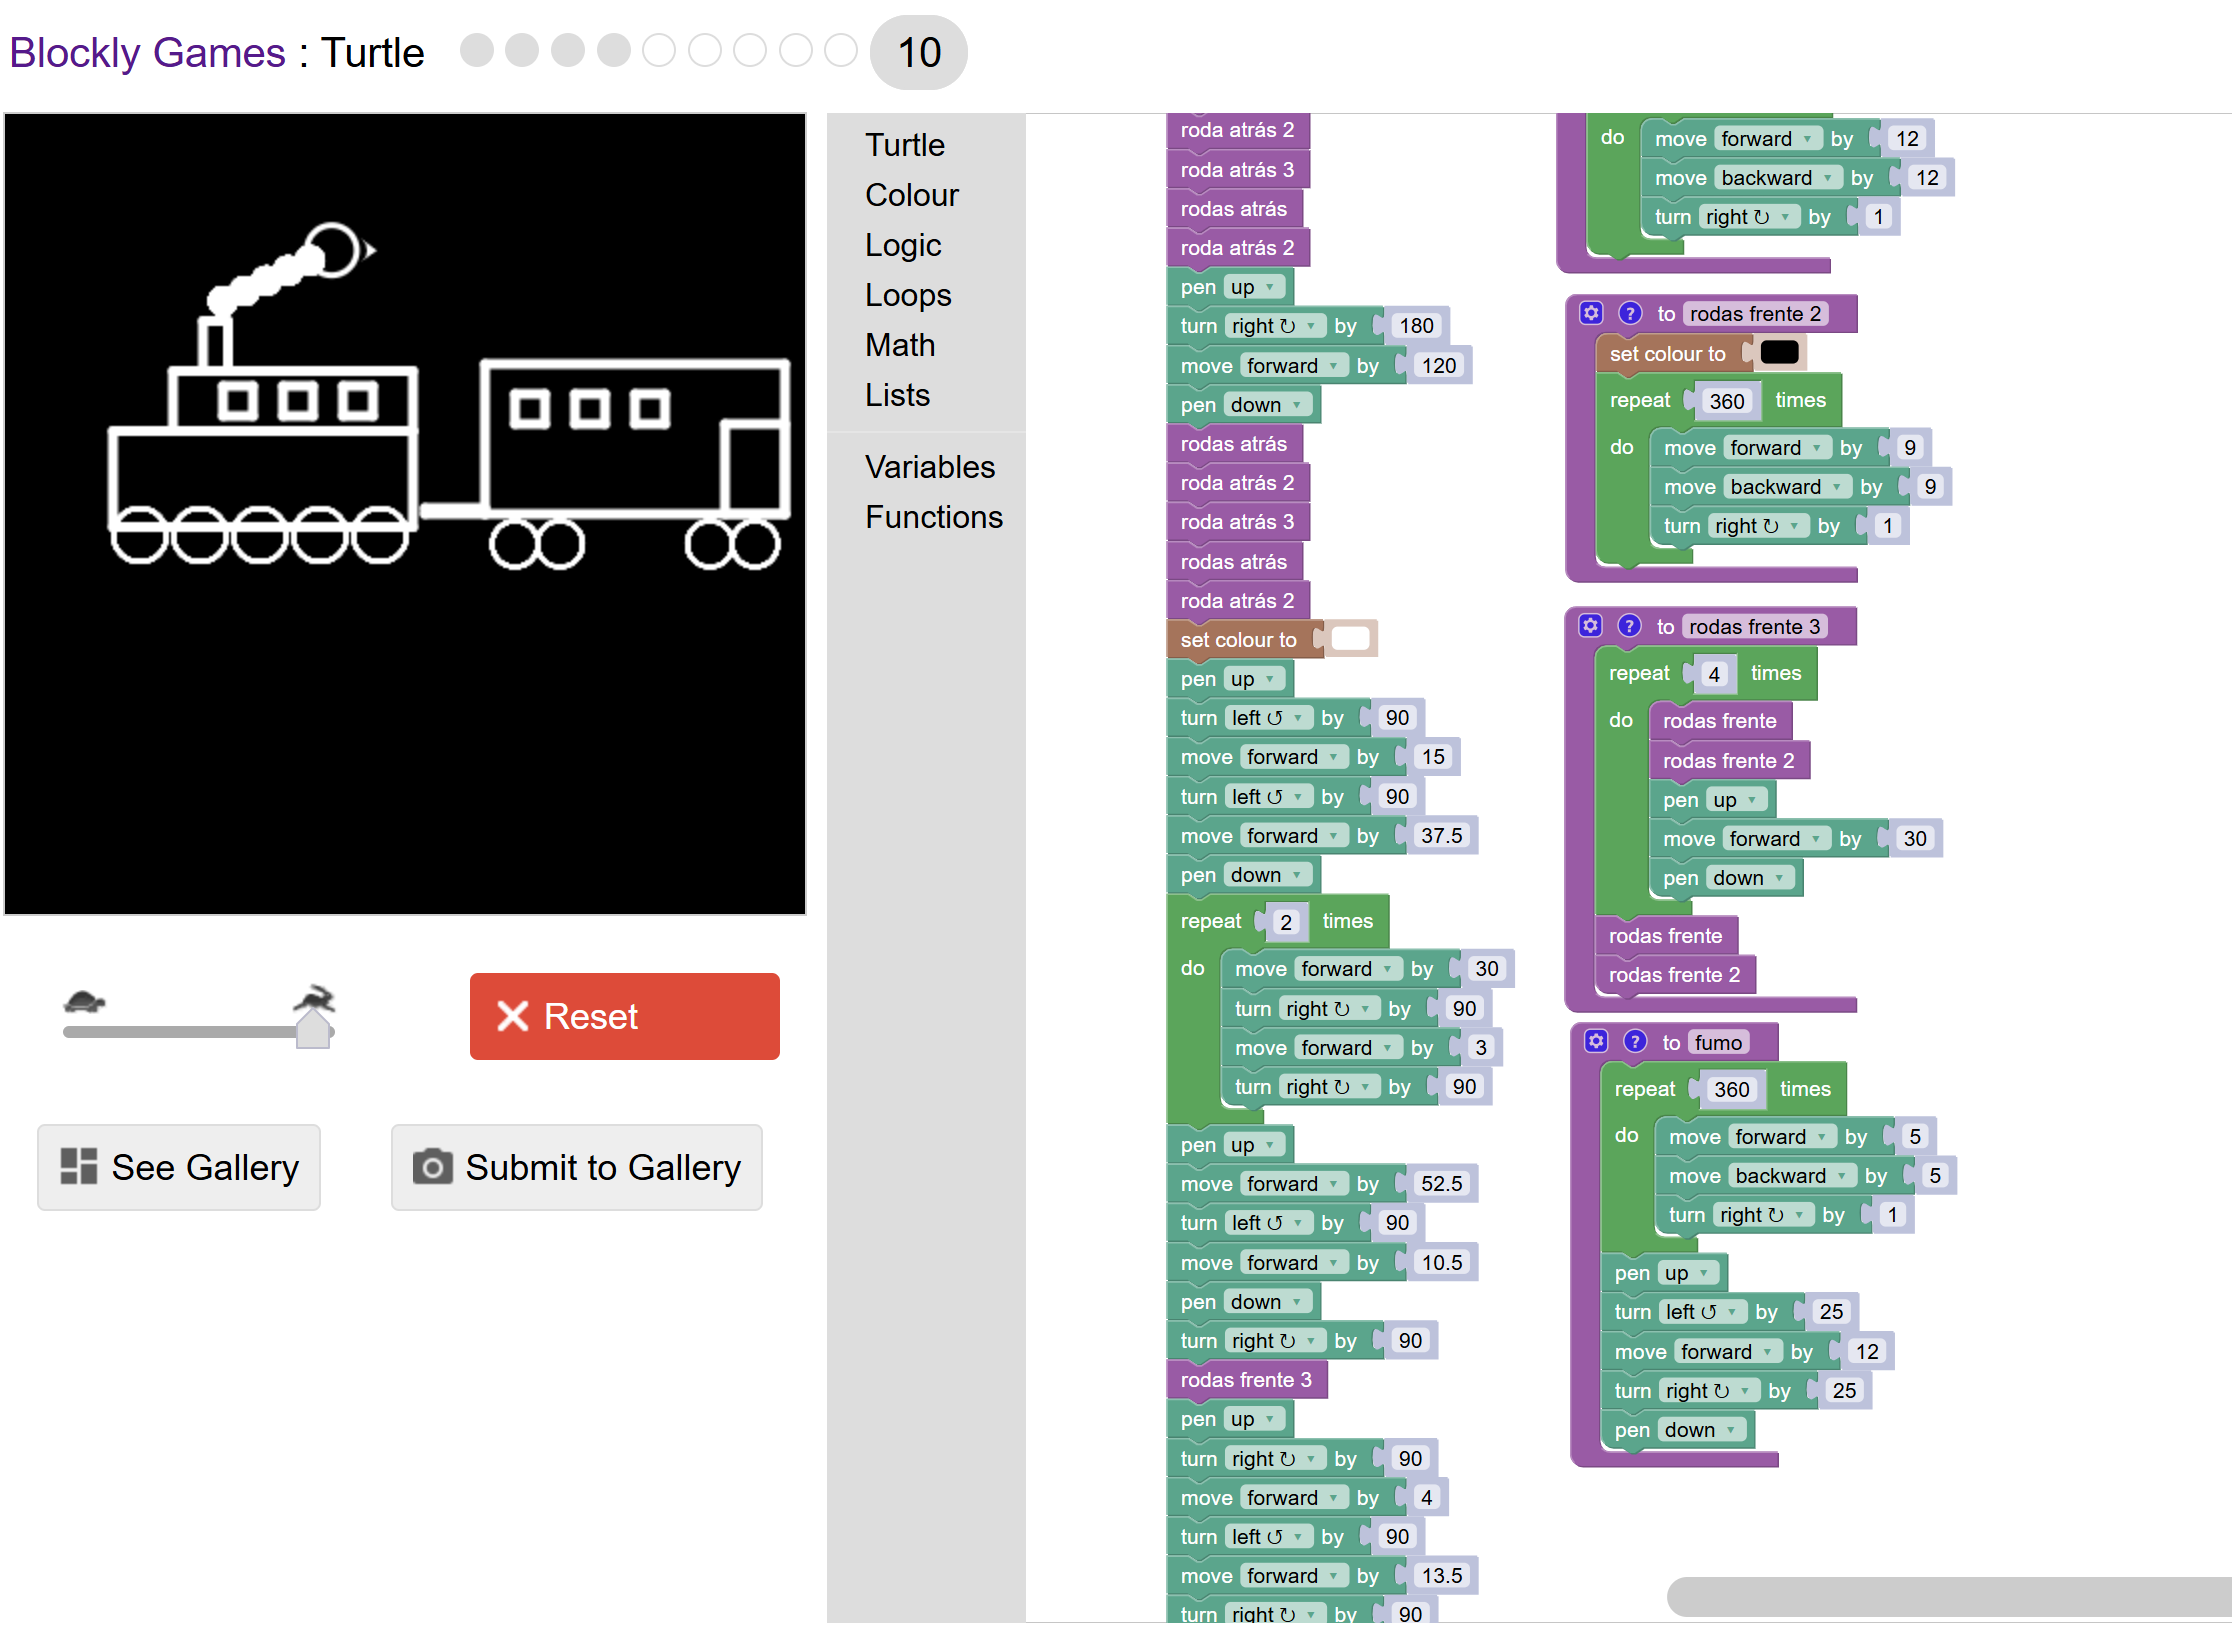 Blockly Games : Turtle 10
Turtle
Colour
Logic
Loops
Math
Lists
Variables
Functions
Reset
See Gallery
Submit to Gallery
roda atrás 2
roda atrás 3
rodas atrás
roda atrás 2
pen up
turn right ↻ by 180
move forward by 120
pen down
rodas atrás
roda atrás 2
roda atrás 3
rodas atrás
roda atrás 2
set colour to
pen up
turn left ↺ by 90
move forward by 15
turn left ↺ by 90
move forward by 37.5
pen down
repeat 2 times
do move forward by 30
turn right ↻ by 90
move forward by 3
turn right ↻ by 90
pen up
move forward by 52.5
turn left ↺ by 90
move forward by 10.5
pen down
turn right ↻ by 90
rodas frente 3
pen up
turn right ↻ by 90
move forward by 4
turn left ↺ by 90
move forward by 13.5
turn right ↻ by 90
do move forward by 12
move backward by 12
turn right ↻ by 1
? to rodas frente 2
set colour to
repeat 360 times
do move forward by 9
move backward by 9
turn right ↻ by 1
? to rodas frente 3
repeat 4 times
do rodas frente
rodas frente 2
pen up
move forward by 30
pen down
rodas frente
rodas frente 2
? to fumo
repeat 360 times
do move forward by 5
move backward by 5
turn right ↻ by 1
pen up
turn left ↺ by 25
move forward by 12
turn right ↻ by 25
pen down